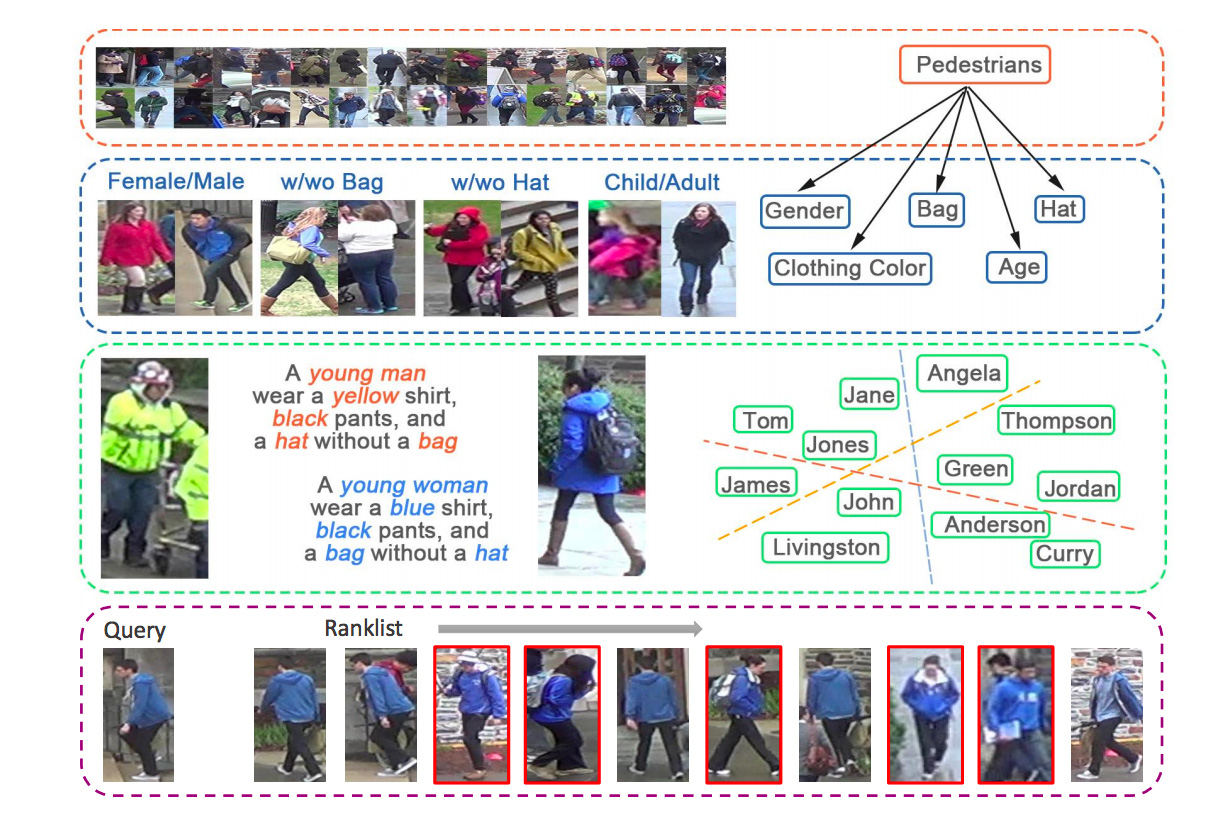 Pedestrians
Female/Male
w/wo Bag
w/wo Hat
Child/Adult
Gender
Bag
Hat
Clothing Color
Age
A young man
wear a yellow shirt,
black pants, and
a hat without a bag
A young woman
wear a blue shirt,
black pants, and
a bag without a hat
Angela
Jane
Tom
Thompson
Jones
Green
James
Jordan
John
Anderson
Livingston
Curry
Query
Ranklist